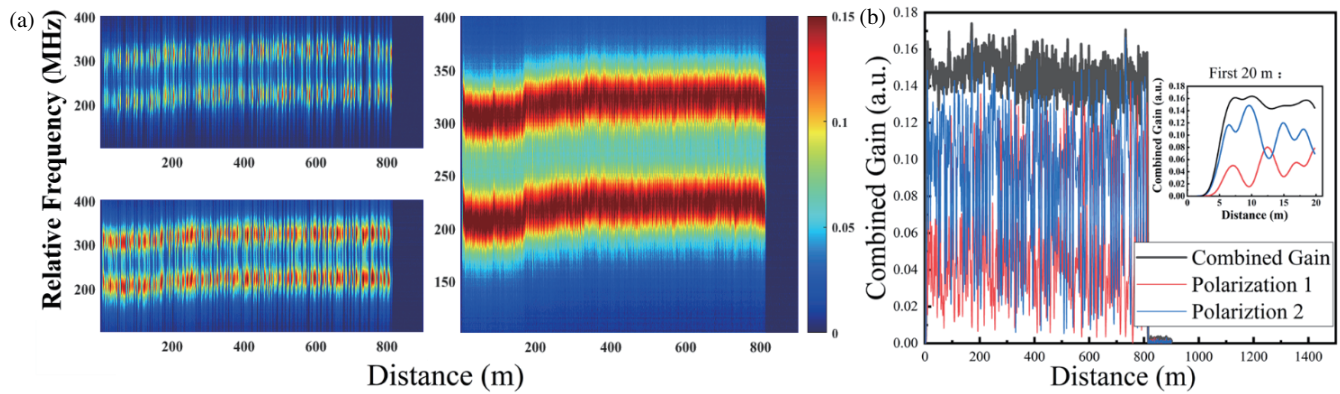 (a)
Relative Frequency (MHz)
400
300
200
200 400 600 800
400
300
200
200 400 600 800
400
350
300
250
200
150
200 400 600 800
0.15
0.1
0.05
0
Distance (m)
(b)
Combined Gain (a.u.)
0.18
0.16
0.14
0.12
0.10
0.08
0.06
0.04
0.02
0.00
0 200 400 600 800 1000 1200 1400
Distance (m)
First 20 m :
Combined Gain (a.u.)
0.18
0.16
0.14
0.12
0.10
0.08
0.06
0.04
0.02
0.00
0 5 10 15 20
Distance (m)
Combined Gain
Polarization 1
Polariztion 2